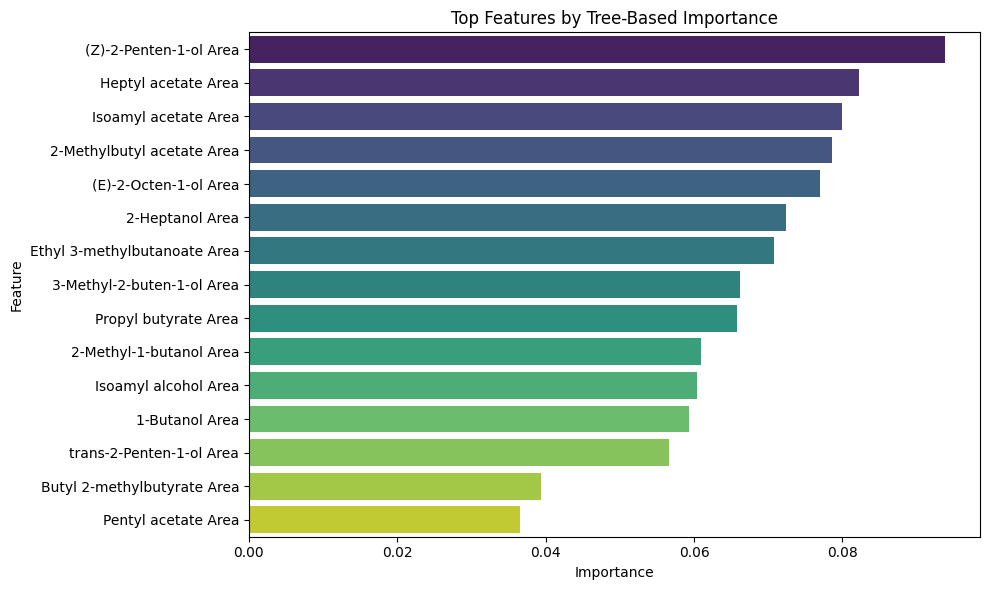 Top Features by Tree-Based Importance
Feature
(Z)-2-Penten-1-ol Area
Heptyl acetate Area
Isoamyl acetate Area
2-Methylbutyl acetate Area
(E)-2-Octen-1-ol Area
2-Heptanol Area
Ethyl 3-methylbutanoate Area
3-Methyl-2-buten-1-ol Area
Propyl butyrate Area
2-Methyl-1-butanol Area
Isoamyl alcohol Area
1-Butanol Area
trans-2-Penten-1-ol Area
Butyl 2-methylbutyrate Area
Pentyl acetate Area
0.00 0.02 0.04 0.06 0.08
Importance